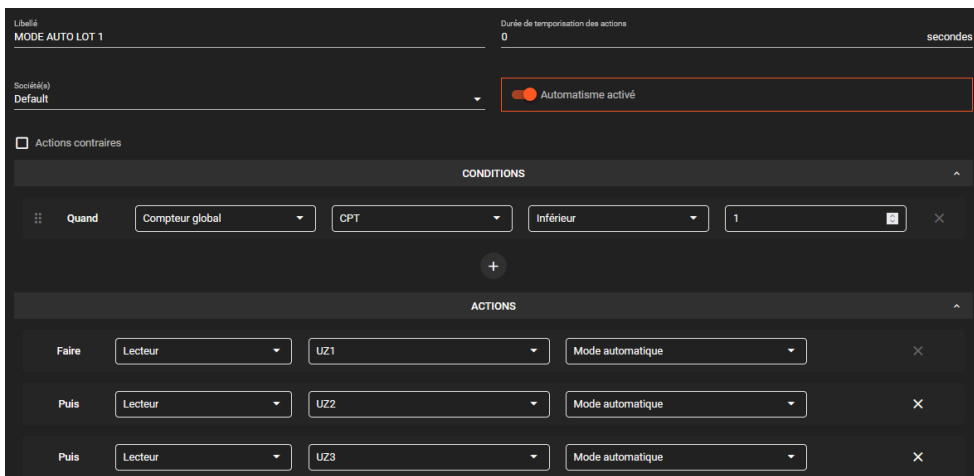 Libellé
MODE AUTO LOT 1
Durée de temporisation des actions
0 secondes
Société(s)
Default
Automatisme activé
Actions contraires
CONDITIONS
Quand Compteur global CPT Inférieur 1
ACTIONS
Faire Lecteur UZ1 Mode automatique
Puis Lecteur UZ2 Mode automatique
Puis Lecteur UZ3 Mode automatique